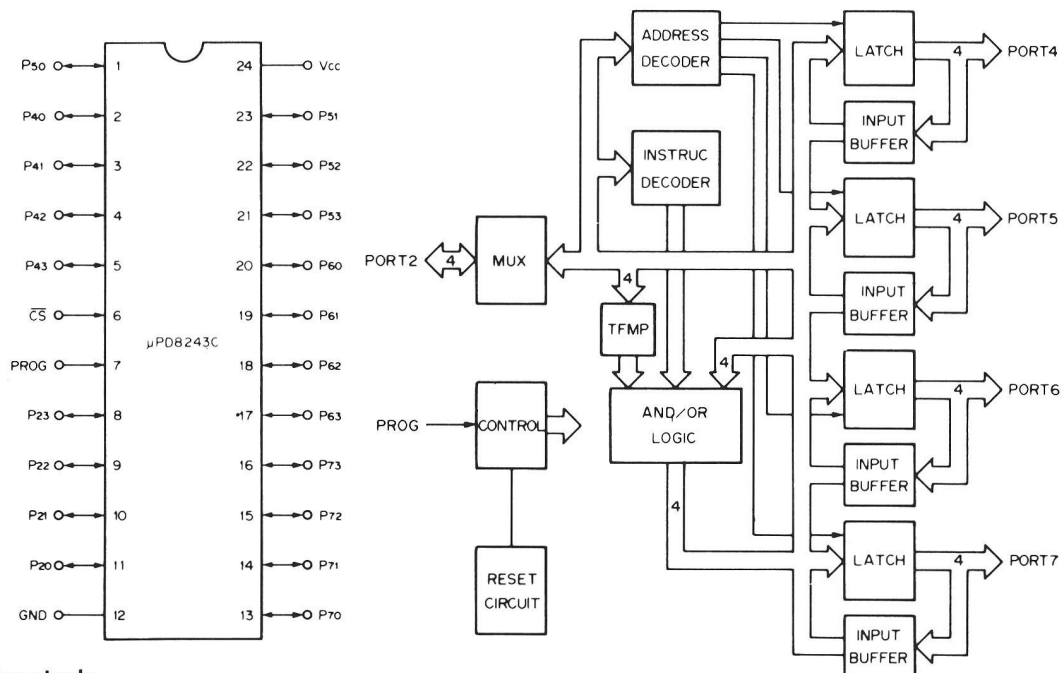 P50 1 24 Vcc
P40 2 23 P51
P41 3 22 P52
P42 4 21 P53
P43 5 20 P60
CS 6 19 P61
µPD8243C
PROG 7 18 P62
P23 8 17 P63
P22 9 16 P73
P21 10 15 P72
P20 11 14 P71
GND 12 13 P70
ADDRESS
DECODER
INSTRUC
DECODER
PORT2 4 MUX
4
TFMP
4
AND/OR
LOGIC
4
PROG CONTROL
RESET
CIRCUIT
LATCH 4 PORT4
INPUT
BUFFER
LATCH 4 PORT5
INPUT
BUFFER
LATCH 4 PORT6
INPUT
BUFFER
LATCH 4 PORT7
INPUT
BUFFER